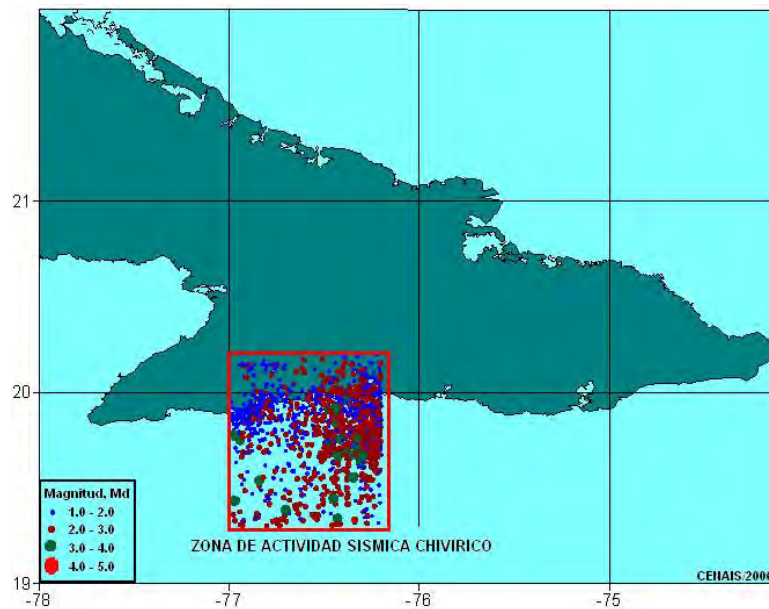 21
20
19
Magnitud, Md
1.0 - 2.0
2.0 - 3.0
3.0 - 4.0
4.0 - 5.0
ZONA DE ACTIVIDAD SISMICA CHIVIRICO
CENAIS/2006
-78
-77
-76
-75